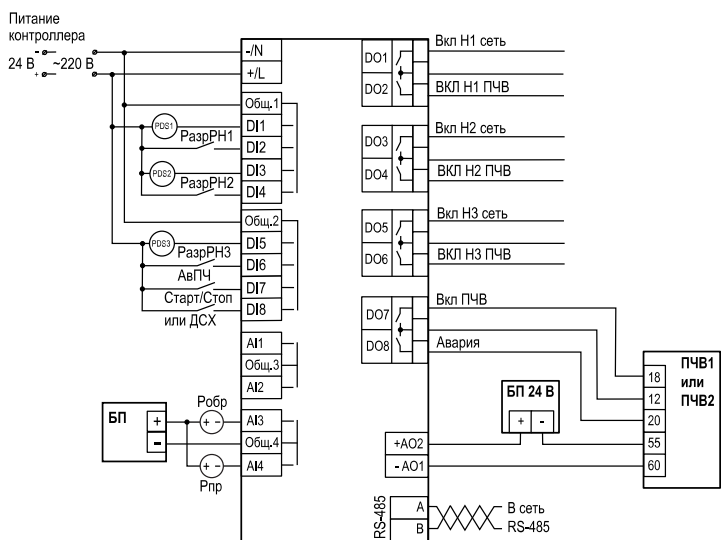 Питание
контроллера
- 24 В + ~220 В
-/N
+/L
Общ.1
PDS1
DI1
РазрРН1
DI2
PDS2
DI3
РазрРН2
DI4
Общ.2
PDS3
DI5
РазрРН3
DI6
АвПЧ
DI7
Старт/Стоп
или ДСХ
DI8
AI1
Общ.3
AI2
БП
+
-
Робр
+ -
AI3
Общ.4
+ -
AI4
Рпр
DO1
Вкл Н1 сеть
DO2
ВКЛ Н1 ПЧВ
DO3
Вкл Н2 сеть
DO4
ВКЛ Н2 ПЧВ
DO5
Вкл Н3 сеть
DO6
ВКЛ Н3 ПЧВ
DO7
Вкл ПЧВ
DO8
Авария
БП 24 В
+ -
+AO2
- AO1
ПЧВ1
или
ПЧВ2
18
12
20
55
60
RS-485
A
B
В сеть
RS-485